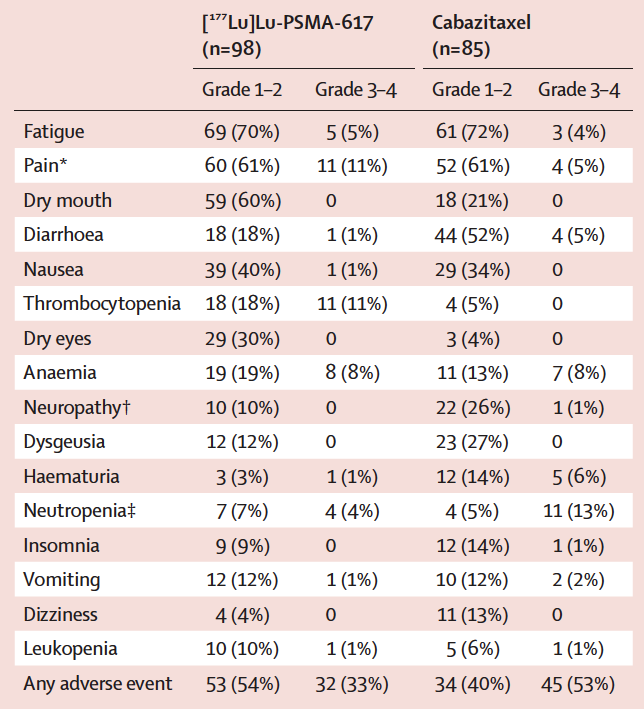 [¹⁷⁷Lu]Lu-PSMA-617 Cabazitaxel
(n=98) (n=85)
Grade 1–2 Grade 3–4 Grade 1–2 Grade 3–4
Fatigue 69 (70%) 5 (5%) 61 (72%) 3 (4%)
Pain* 60 (61%) 11 (11%) 52 (61%) 4 (5%)
Dry mouth 59 (60%) 0 18 (21%) 0
Diarrhoea 18 (18%) 1 (1%) 44 (52%) 4 (5%)
Nausea 39 (40%) 1 (1%) 29 (34%) 0
Thrombocytopenia 18 (18%) 11 (11%) 4 (5%) 0
Dry eyes 29 (30%) 0 3 (4%) 0
Anaemia 19 (19%) 8 (8%) 11 (13%) 7 (8%)
Neuropathy† 10 (10%) 0 22 (26%) 1 (1%)
Dysgeusia 12 (12%) 0 23 (27%) 0
Haematuria 3 (3%) 1 (1%) 12 (14%) 5 (6%)
Neutropenia‡ 7 (7%) 4 (4%) 4 (5%) 11 (13%)
Insomnia 9 (9%) 0 12 (14%) 1 (1%)
Vomiting 12 (12%) 1 (1%) 10 (12%) 2 (2%)
Dizziness 4 (4%) 0 11 (13%) 0
Leukopenia 10 (10%) 1 (1%) 5 (6%) 1 (1%)
Any adverse event 53 (54%) 32 (33%) 34 (40%) 45 (53%)